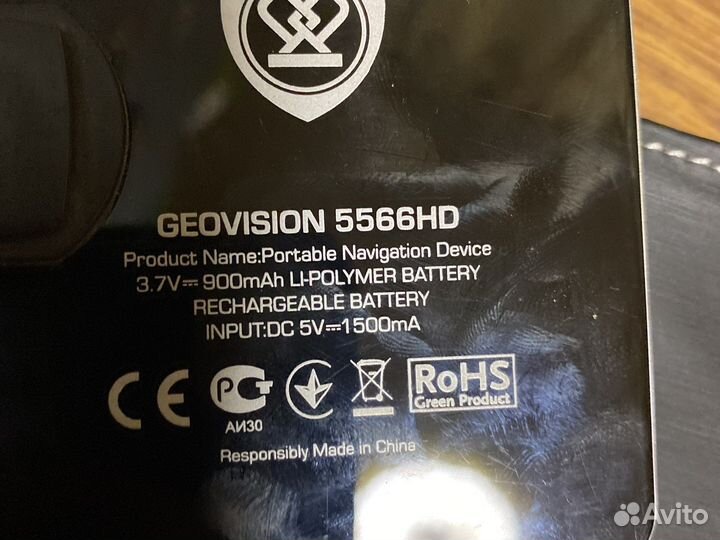 GEOVISION 5566HD
Product Name:Portable Navigation Device
3.7V⎓900mAh LI-POLYMER BATTERY
RECHARGEABLE BATTERY
INPUT:DC 5V⎓1500mA
CE PCT RoHS
Green Product
АИ30
Responsibly Made in China
Avito